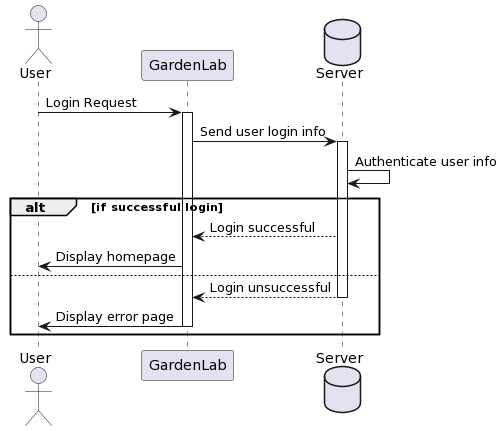 User
GardenLab
Server
Login Request
Send user login info
Authenticate user info
alt [if successful login]
Login successful
Display homepage
Login unsuccessful
Display error page
User
GardenLab
Server